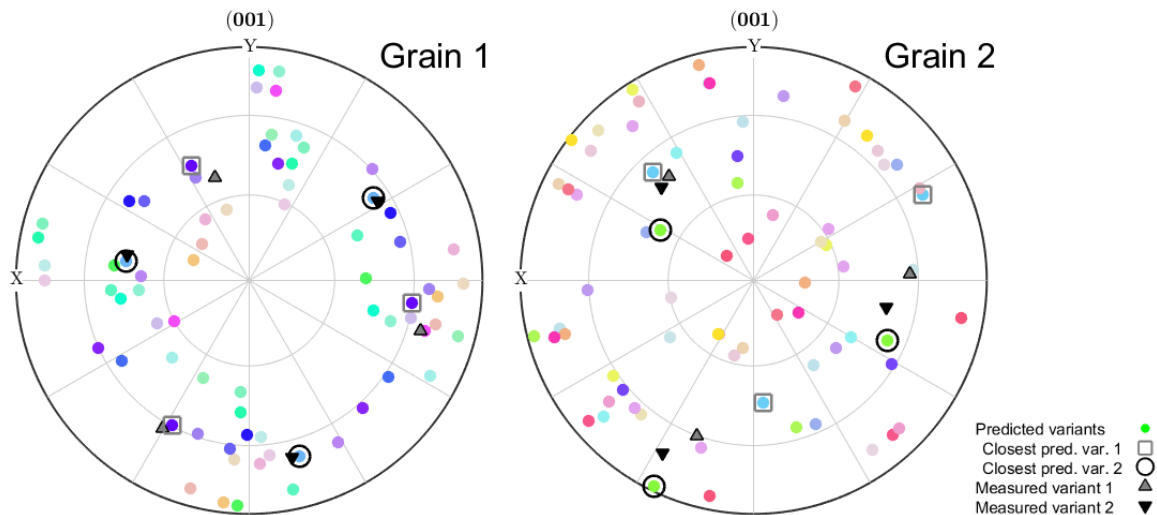 (001)
Y
Grain 1
X
(001)
Y
Grain 2
X
Predicted variants
Closest pred. var. 1
Closest pred. var. 2
Measured variant 1
Measured variant 2